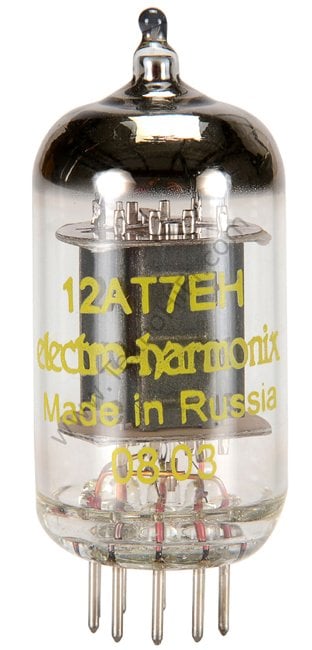 12AT7EH
electro-harmonix
Made in Russia
08 03